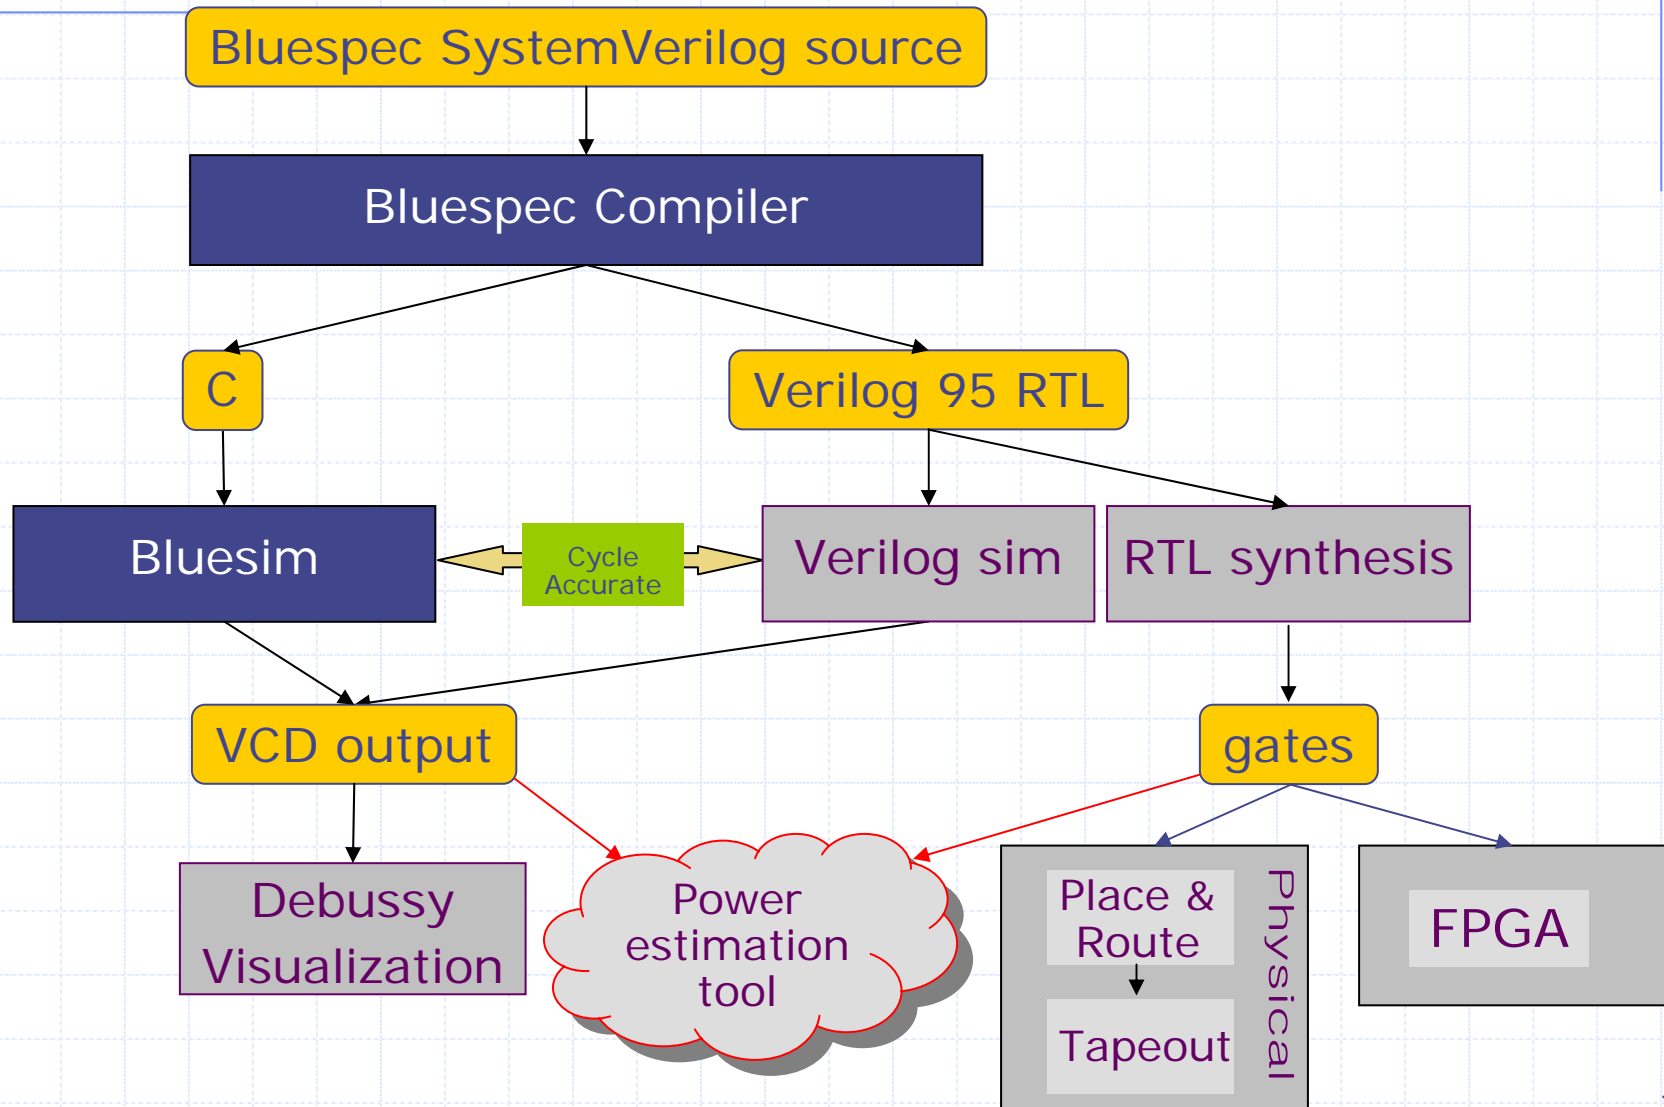 Bluespec SystemVerilog source
Bluespec Compiler
C
Verilog 95 RTL
Bluesim
Cycle
Accurate
Verilog sim
RTL synthesis
VCD output
gates
Debussy
Visualization
Power
estimation
tool
Place &
Route
Tapeout
Physical
FPGA